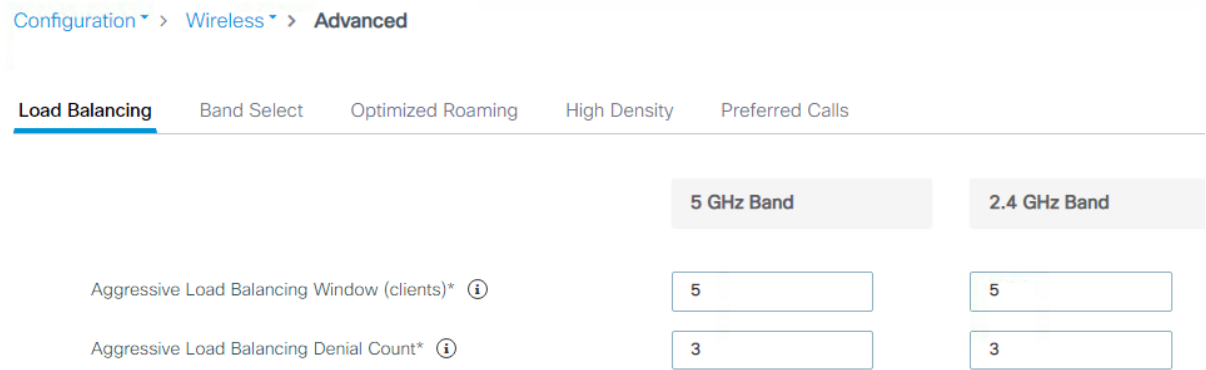 Configuration > Wireless > Advanced
Load Balancing Band Select Optimized Roaming High Density Preferred Calls
5 GHz Band 2.4 GHz Band
Aggressive Load Balancing Window (clients)* i 5 5
Aggressive Load Balancing Denial Count* i 3 3